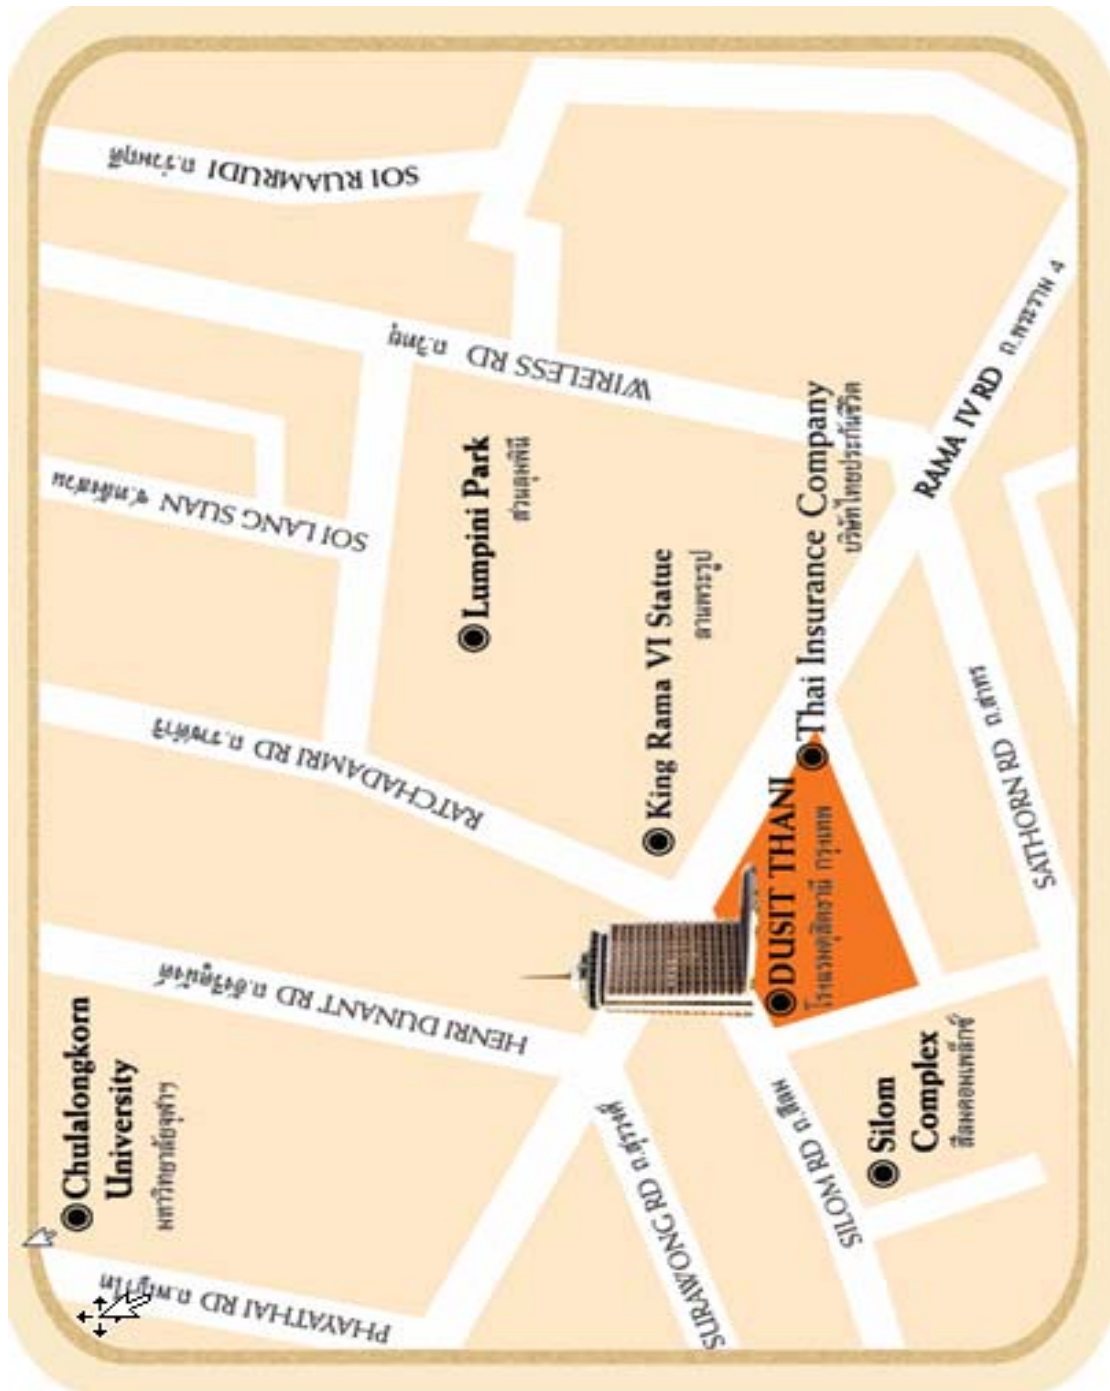 Chulalongkorn
University
มหาวิทยาลัยจุฬาฯ
PHAYATHAI RD ถ.พญาไท
HENRI DUNANT RD ถ.อังรีดูนังต์
RATCHADAMRI RD ถ.ราชดำริ
SOI LANG SUAN ซ.หลังสวน
SOI RUAMRUDI ถ.ร่วมฤดี
WIRELESS RD ถ.วิทยุ
Lumpini Park
สวนลุมพินี
King Rama VI Statue
ลานพระรูป
DUSIT THANI
โรงแรมดุสิตธานี กรุงเทพ
Thai Insurance Company
บริษัทไทยประกันชีวิต
RAMA IV RD ถ.พระราม 4
SURAWONG RD ถ.สุรวงศ์
SILOM RD ถ.สีลม
Silom
Complex
สีลมคอมเพล็กซ์
SATHORN RD ถ.สาทร